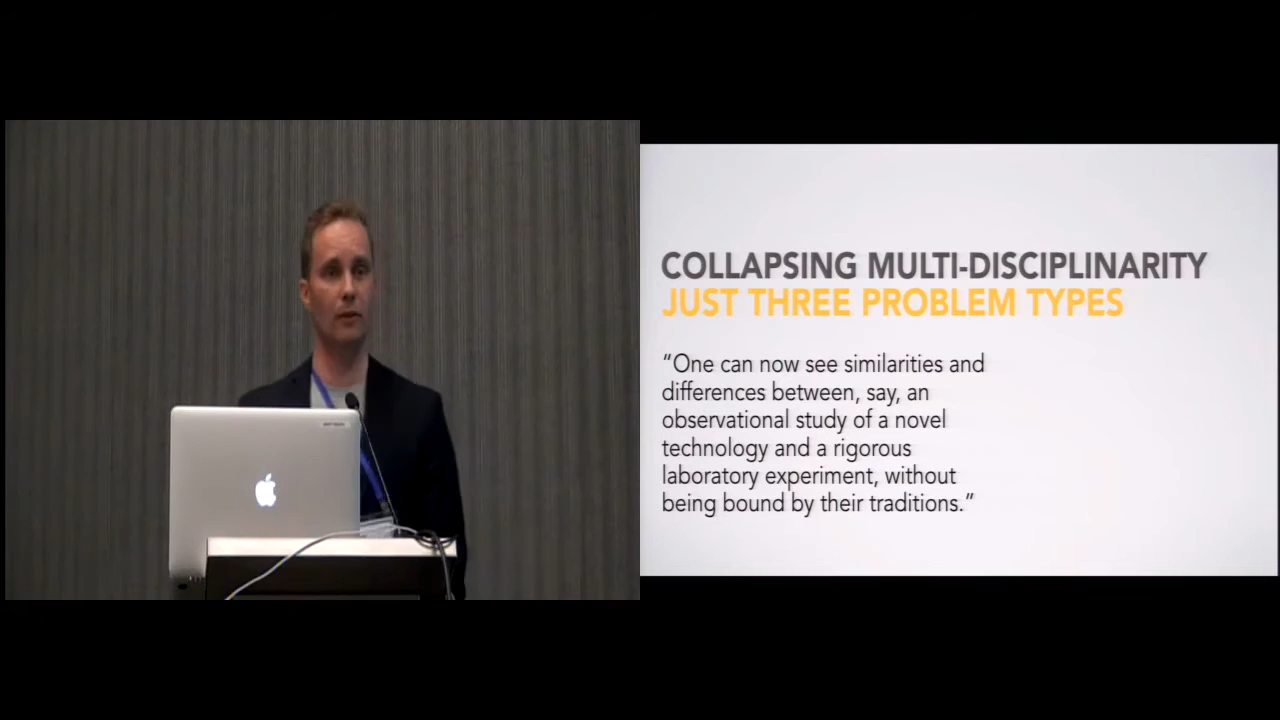 COLLAPSING MULTI-DISCIPLINARITY
JUST THREE PROBLEM TYPES
“One can now see similarities and
differences between, say, an
observational study of a novel
technology and a rigorous
laboratory experiment, without
being bound by their traditions.”